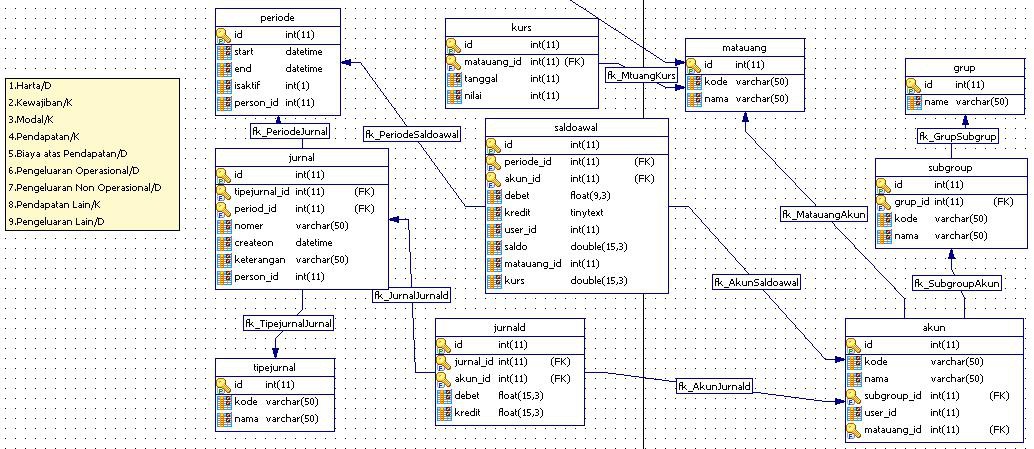 periode
id int(11)
start datetime
end datetime
isaktif int(1)
person_id int(11)
kurs
id int(11)
matauang_id int(11) (FK)
tanggal int(11)
nilai int(11)
fk_MtuangKurs
matauang
id int(11)
kode varchar(50)
nama varchar(50)
grup
id int(11)
name varchar(50)
1.Harta/D
2.Kewajiban/K
3.Modal/K
4.Pendapatan/K
5.Biaya atas Pendapatan/D
6.Pengeluaran Operasional/D
7.Pengeluaran Non Operasional/D
8.Pendapatan Lain/K
9.Pengeluaran Lain/D
fk_PeriodeJurnal
fk_PeriodeSaldoawal
fk_GrupSubgrup
jurnal
id int(11)
tipejurnal_id int(11) (FK)
period_id int(11) (FK)
nomer varchar(50)
createon datetime
keterangan varchar(50)
person_id int(11)
saldoawal
id int(11)
periode_id int(11) (FK)
akun_id int(11) (FK)
debet float(9,3)
kredit tinytext
user_id int(11)
saldo double(15,3)
matauang_id int(11)
kurs double(15,3)
subgroup
id int(11)
grup_id int(11) (FK)
kode varchar(50)
nama varchar(50)
fk_MatauangAkun
fk_AkunSaldoawal
fk_SubgroupAkun
fk_JurnalJurnald
fk_TipejurnalJurnal
jurnald
id int(11)
jurnal_id int(11) (FK)
akun_id int(11) (FK)
debet float(15,3)
kredit float(15,3)
fk_AkunJurnald
akun
id int(11)
kode varchar(50)
nama varchar(50)
subgroup_id int(11) (FK)
user_id int(11)
matauang_id int(11) (FK)
tipejurnal
id int(11)
kode varchar(50)
nama varchar(50)